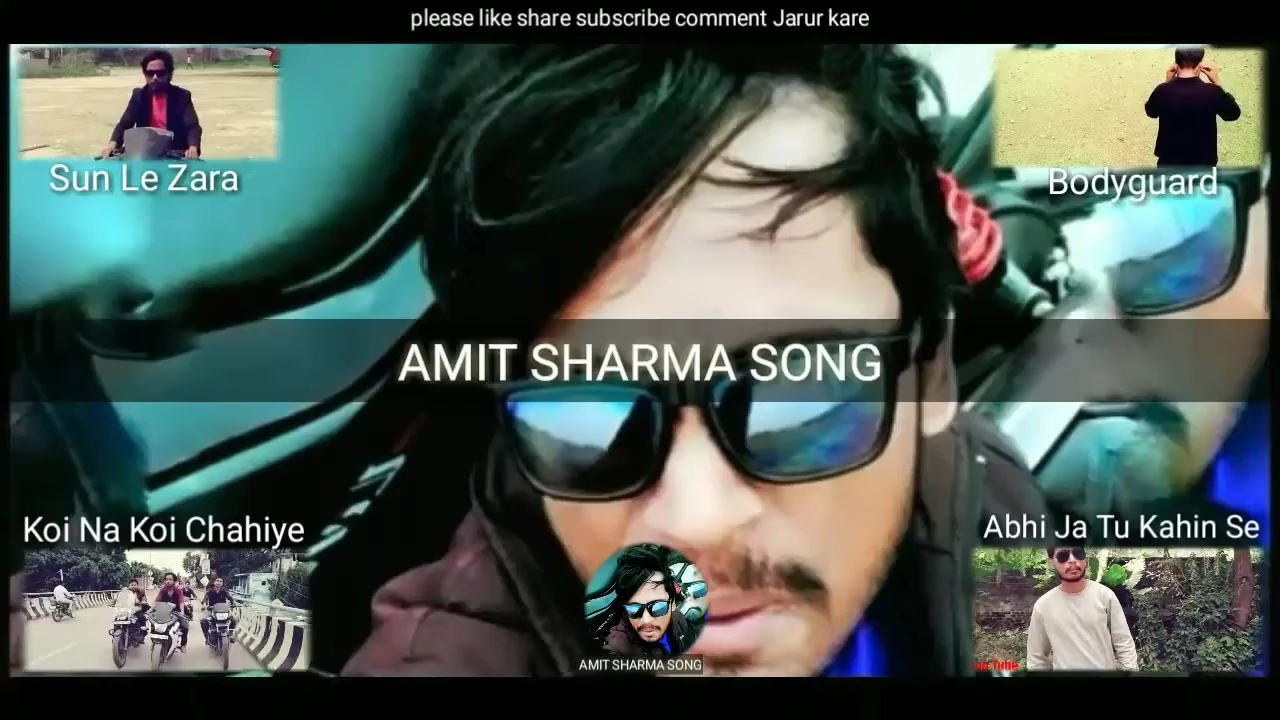 please like share subscribe comment Jarur kare
Sun Le Zara
Bodyguard
AMIT SHARMA SONG
Koi Na Koi Chahiye
Abhi Ja Tu Kahin Se
AMIT SHARMA SONG